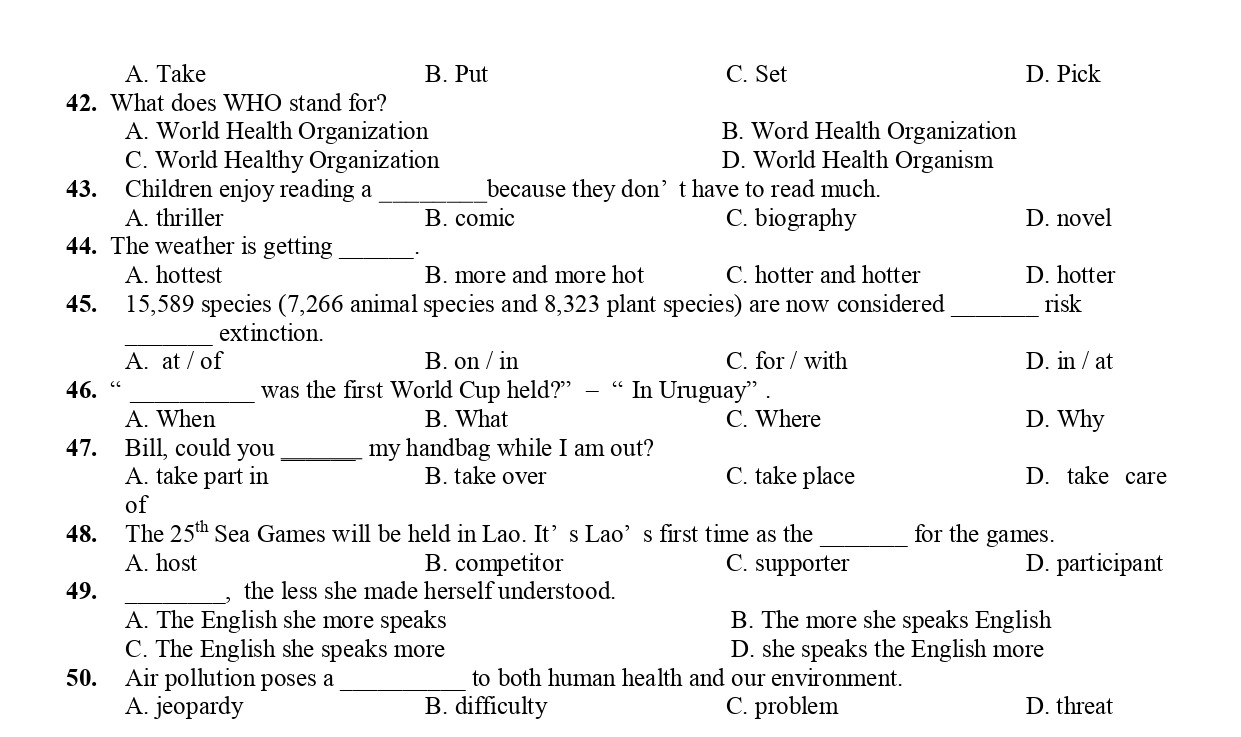 A. Take B. Put C. Set D. Pick
42. What does WHO stand for?
A. World Health Organization B. Word Health Organization
C. World Healthy Organization D. World Health Organism
43. Children enjoy reading a ________because they don’ t have to read much.
A. thriller B. comic C. biography D. novel
44. The weather is getting ______.
A. hottest B. more and more hot C. hotter and hotter D. hotter
45. 15,589 species (7,266 animal species and 8,323 plant species) are now considered _______ risk
_______ extinction.
A. at / of B. on / in C. for / with D. in / at
46. “ __________ was the first World Cup held?” – “ In Uruguay” .
A. When B. What C. Where D. Why
47. Bill, could you ______ my handbag while I am out?
A. take part in B. take over C. take place D. take care
of
48. The 25th Sea Games will be held in Lao. It’ s Lao’ s first time as the _______ for the games.
A. host B. competitor C. supporter D. participant
49. ________, the less she made herself understood.
A. The English she more speaks B. The more she speaks English
C. The English she speaks more D. she speaks the English more
50. Air pollution poses a __________ to both human health and our environment.
A. jeopardy B. difficulty C. problem D. threat